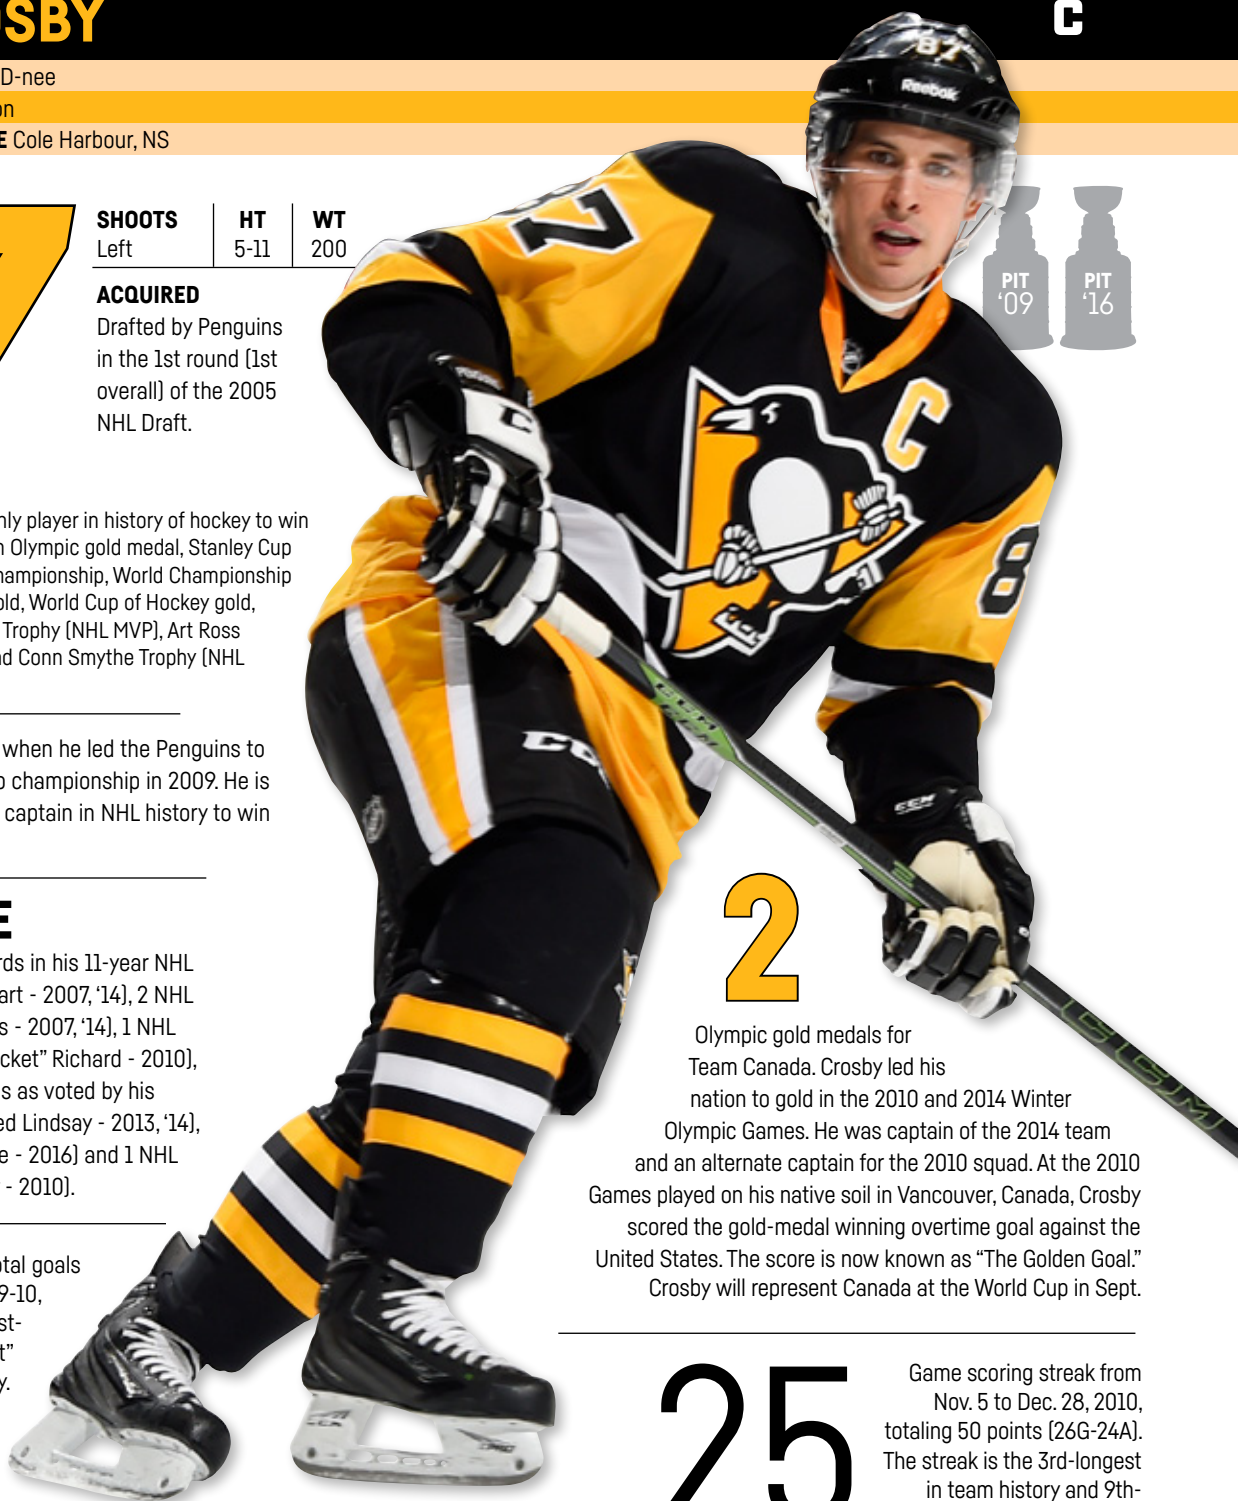 OSBY
C
D-nee
on
E Cole Harbour, NS
SHOOTS HT WT
Left 5-11 200
ACQUIRED
Drafted by Penguins
in the 1st round (1st
overall) of the 2005
NHL Draft.
PIT PIT
‘09 ‘16
87
Reebok
87
C
8
C
CCM
CCM
CCM
nly player in history of hockey to win
n Olympic gold medal, Stanley Cup
hampionship, World Championship
old, World Cup of Hockey gold,
Trophy (NHL MVP), Art Ross
nd Conn Smythe Trophy (NHL
when he led the Penguins to
p championship in 2009. He is
captain in NHL history to win
E
rds in his 11-year NHL
art - 2007, ‘14), 2 NHL
s - 2007, ‘14), 1 NHL
cket” Richard - 2010),
s as voted by his
ed Lindsay - 2013, ‘14),
e - 2016) and 1 NHL
- 2010).
otal goals
9-10,
st-
t”
y.
2
Olympic gold medals for
Team Canada. Crosby led his
nation to gold in the 2010 and 2014 Winter
Olympic Games. He was captain of the 2014 team
and an alternate captain for the 2010 squad. At the 2010
Games played on his native soil in Vancouver, Canada, Crosby
scored the gold-medal winning overtime goal against the
United States. The score is now known as “The Golden Goal.”
Crosby will represent Canada at the World Cup in Sept.
25
Game scoring streak from
Nov. 5 to Dec. 28, 2010,
totaling 50 points (26G-24A).
The streak is the 3rd-longest
in team history and 9th-